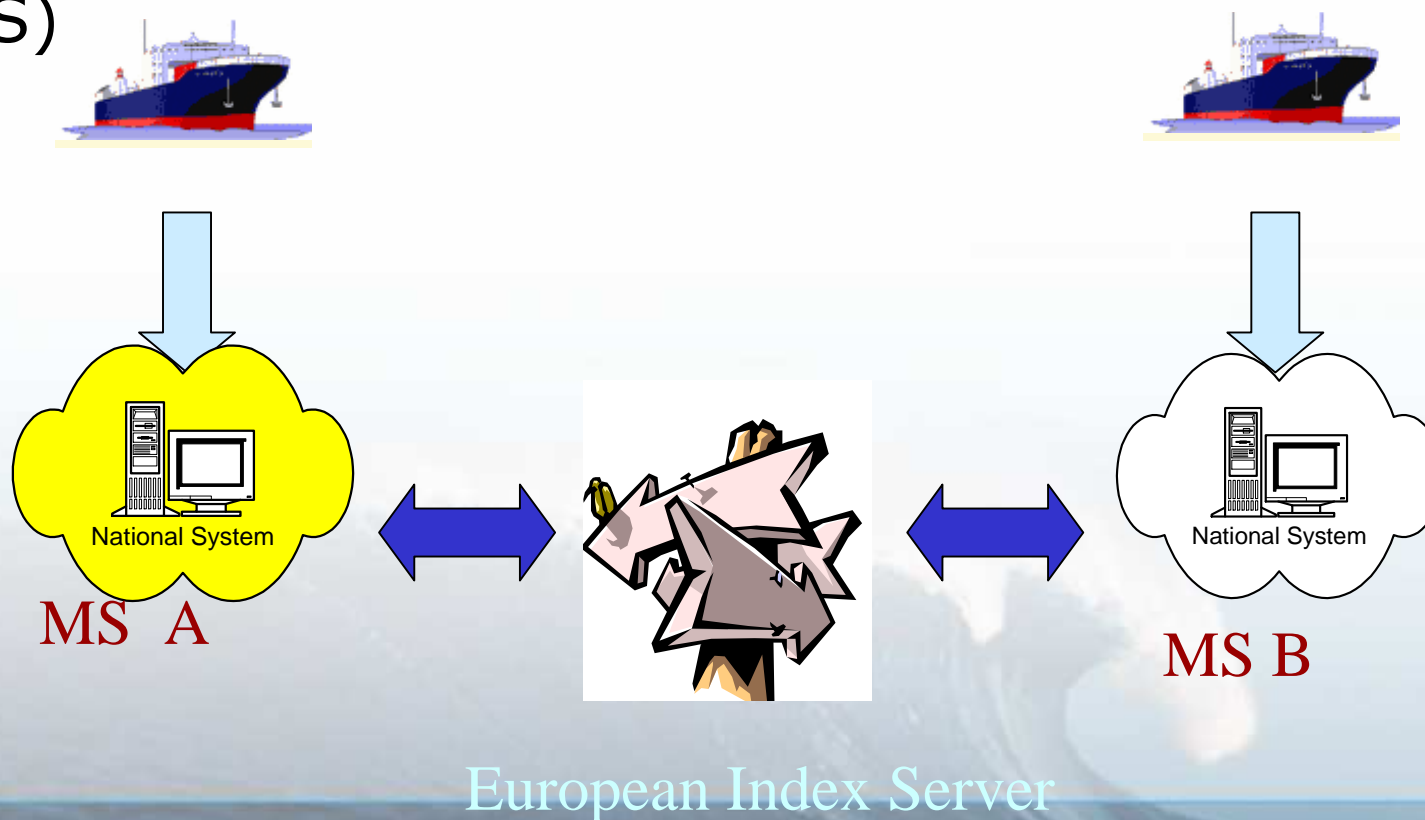 S)
National System
National System
MS A
MS B
European Index Server